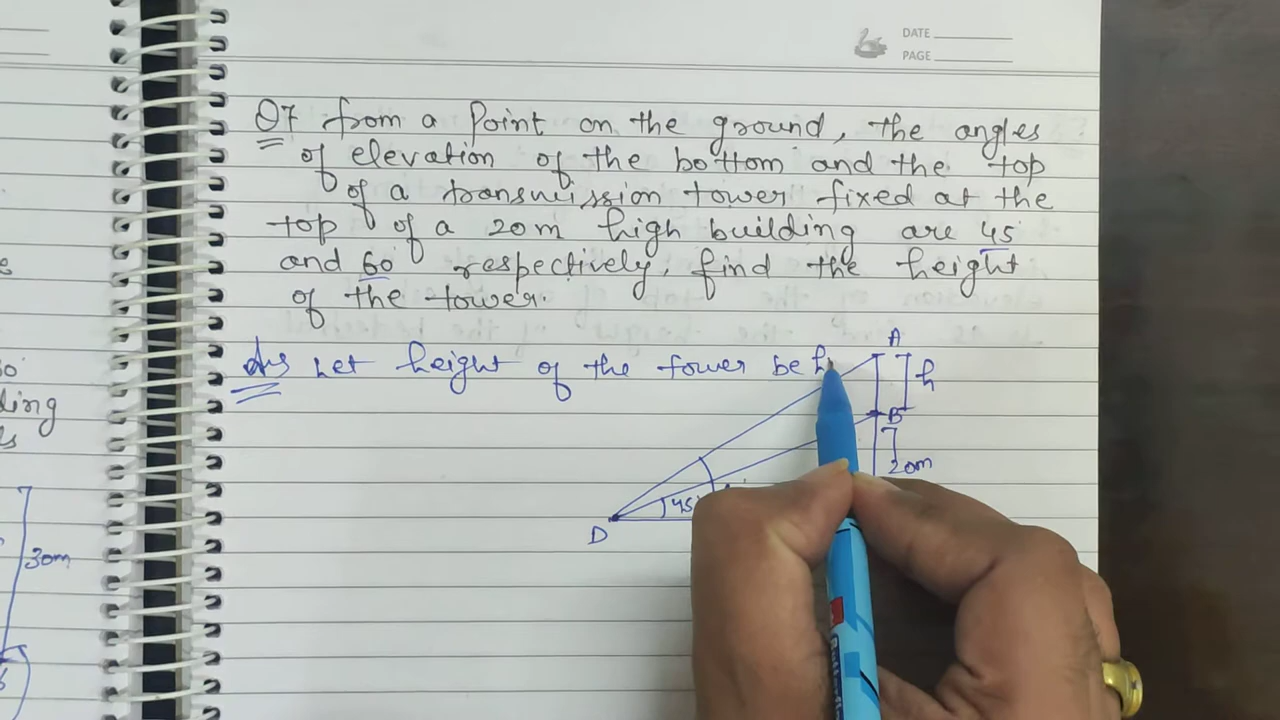 DATE
PAGE
Q7 from a Point on the ground, the angles
of elevation of the bottom and the top
of a transmission tower fixed at the
top of a 20m high building are 45
and 60 respectively, find the height
of the tower.
Ans Let height of the tower be h
A
h
B
20m
45
D
ding
30m